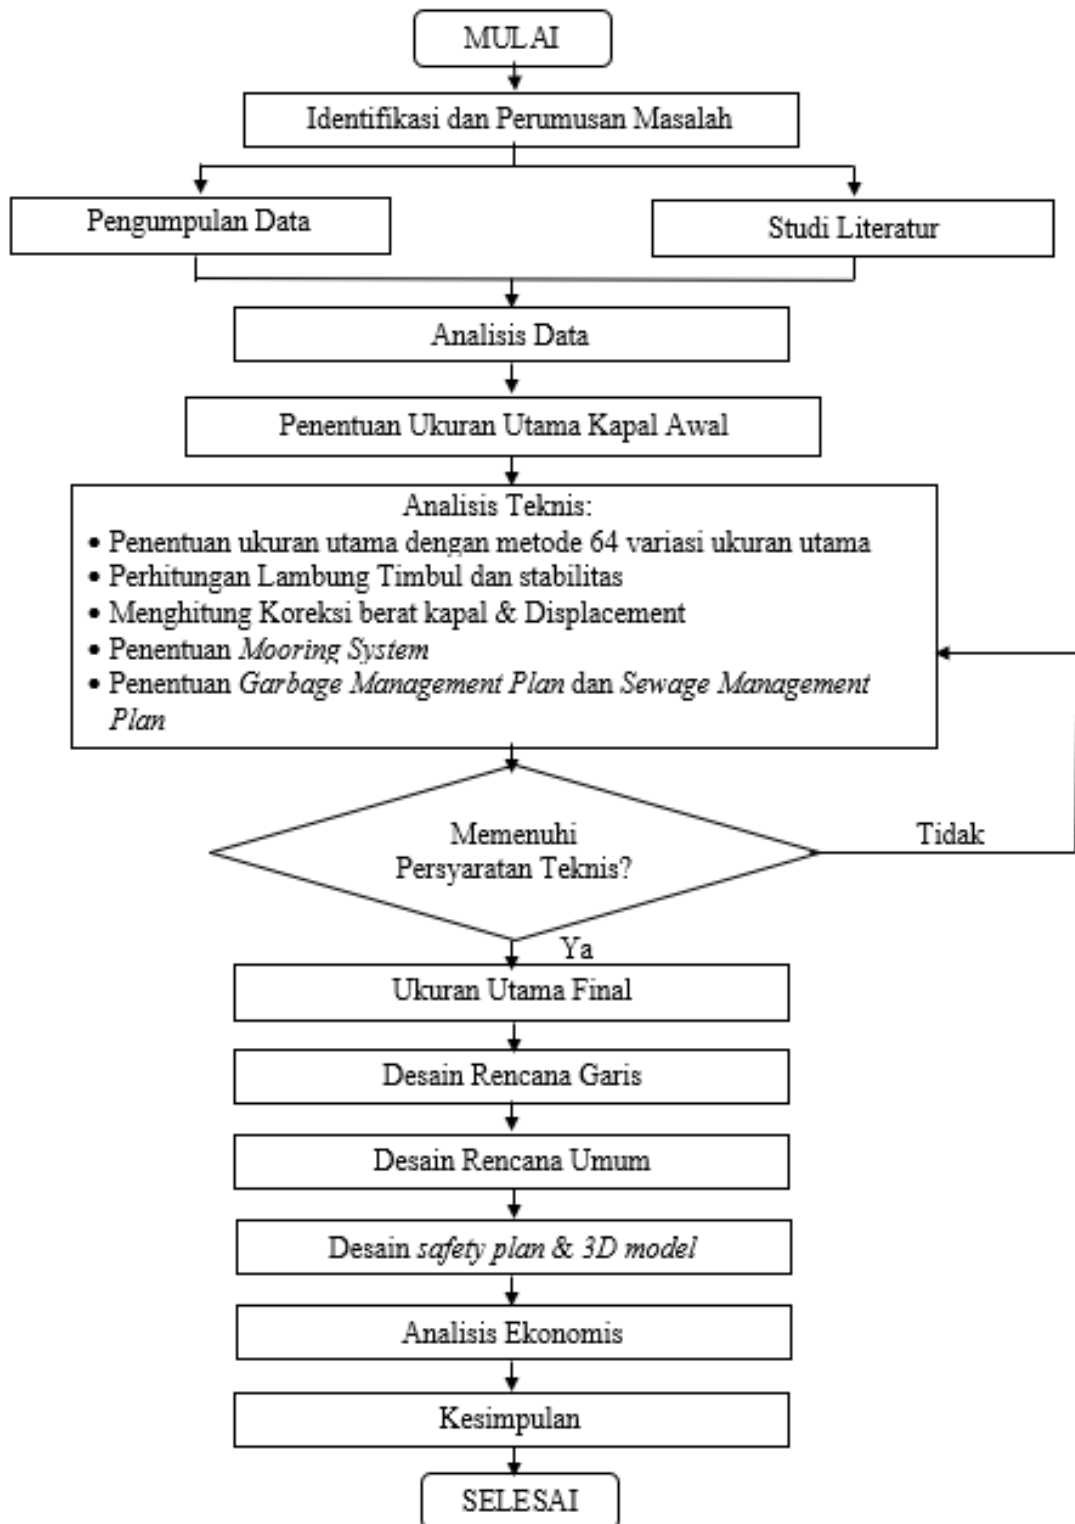 MULAI
Identifikasi dan Perumusan Masalah
Pengumpulan Data
Studi Literatur
Analisis Data
Penentuan Ukuran Utama Kapal Awal
Analisis Teknis:
• Penentuan ukuran utama dengan metode 64 variasi ukuran utama
• Perhitungan Lambung Timbul dan stabilitas
• Menghitung Koreksi berat kapal & Displacement
• Penentuan Mooring System
• Penentuan Garbage Management Plan dan Sewage Management
Plan
Memenuhi
Persyaratan Teknis?
Tidak
Ya
Ukuran Utama Final
Desain Rencana Garis
Desain Rencana Umum
Desain safety plan & 3D model
Analisis Ekonomis
Kesimpulan
SELESAI